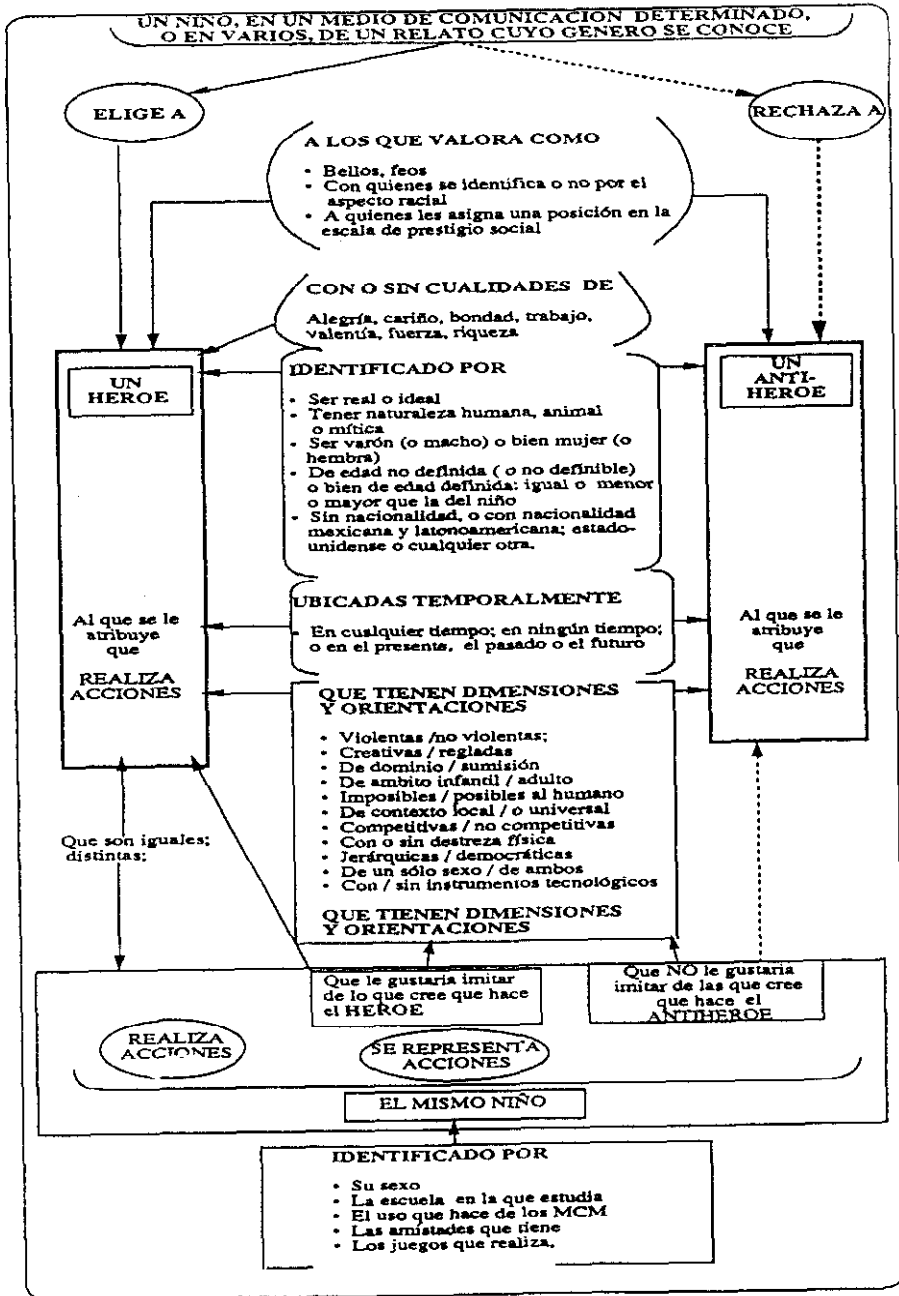 UN NIÑO, EN UN MEDIO DE COMUNICACION DETERMINADO,
O EN VARIOS, DE UN RELATO CUYO GENERO SE CONOCE
ELIGE A
RECHAZA A
A LOS QUE VALORA COMO
• Bellos, feos
• Con quienes se identifica o no por el
aspecto racial
• A quienes les asigna una posición en la
escala de prestigio social
CON O SIN CUALIDADES DE
Alegría, cariño, bondad, trabajo,
valentía, fuerza, riqueza
UN
HEROE
IDENTIFICADO POR
• Ser real o ideal
• Tener naturaleza humana, animal
o mítica
• Ser varón (o macho) o bien mujer (o
hembra)
• De edad no definida ( o no definible)
o bien de edad definida: igual o menor
o mayor que la del niño
• Sin nacionalidad, o con nacionalidad
mexicana y latonoamericana; estado-
unidense o cualquier otra.
UN
ANTI-
HEROE
Al que se le
atribuye
que
REALIZA
ACCIONES
UBICADAS TEMPORALMENTE
- En cualquier tiempo; en ningún tiempo;
o en el presente, el pasado o el futuro
Al que se le
atribuye
que
REALIZA
ACCIONES
QUE TIENEN DIMENSIONES
Y ORIENTACIONES
• Violentas /no violentas;
• Creativas / regladas
• De dominio / sumisión
• De ambito infantil / adulto
• Imposibles / posibles al humano
• De contexto local / o universal
• Competitivas / no competitivas
• Con o sin destreza física
• Jerárquicas / democráticas
• De un sólo sexo / de ambos
• Con / sin instrumentos tecnológicos
QUE TIENEN DIMENSIONES
Y ORIENTACIONES
Que son iguales;
distintas;
Que le gustaria imitar
de lo que cree que hace
el HEROE
Que NO le gustaria
imitar de las que cree
que hace el
ANTIHEROE
REALIZA
ACCIONES
SE REPRESENTA
ACCIONES
EL MISMO NIÑO
IDENTIFICADO POR
• Su sexo
• La escuela en la que estudia
• El uso que hace de los MCM
• Las amistades que tiene
• Los juegos que realiza.